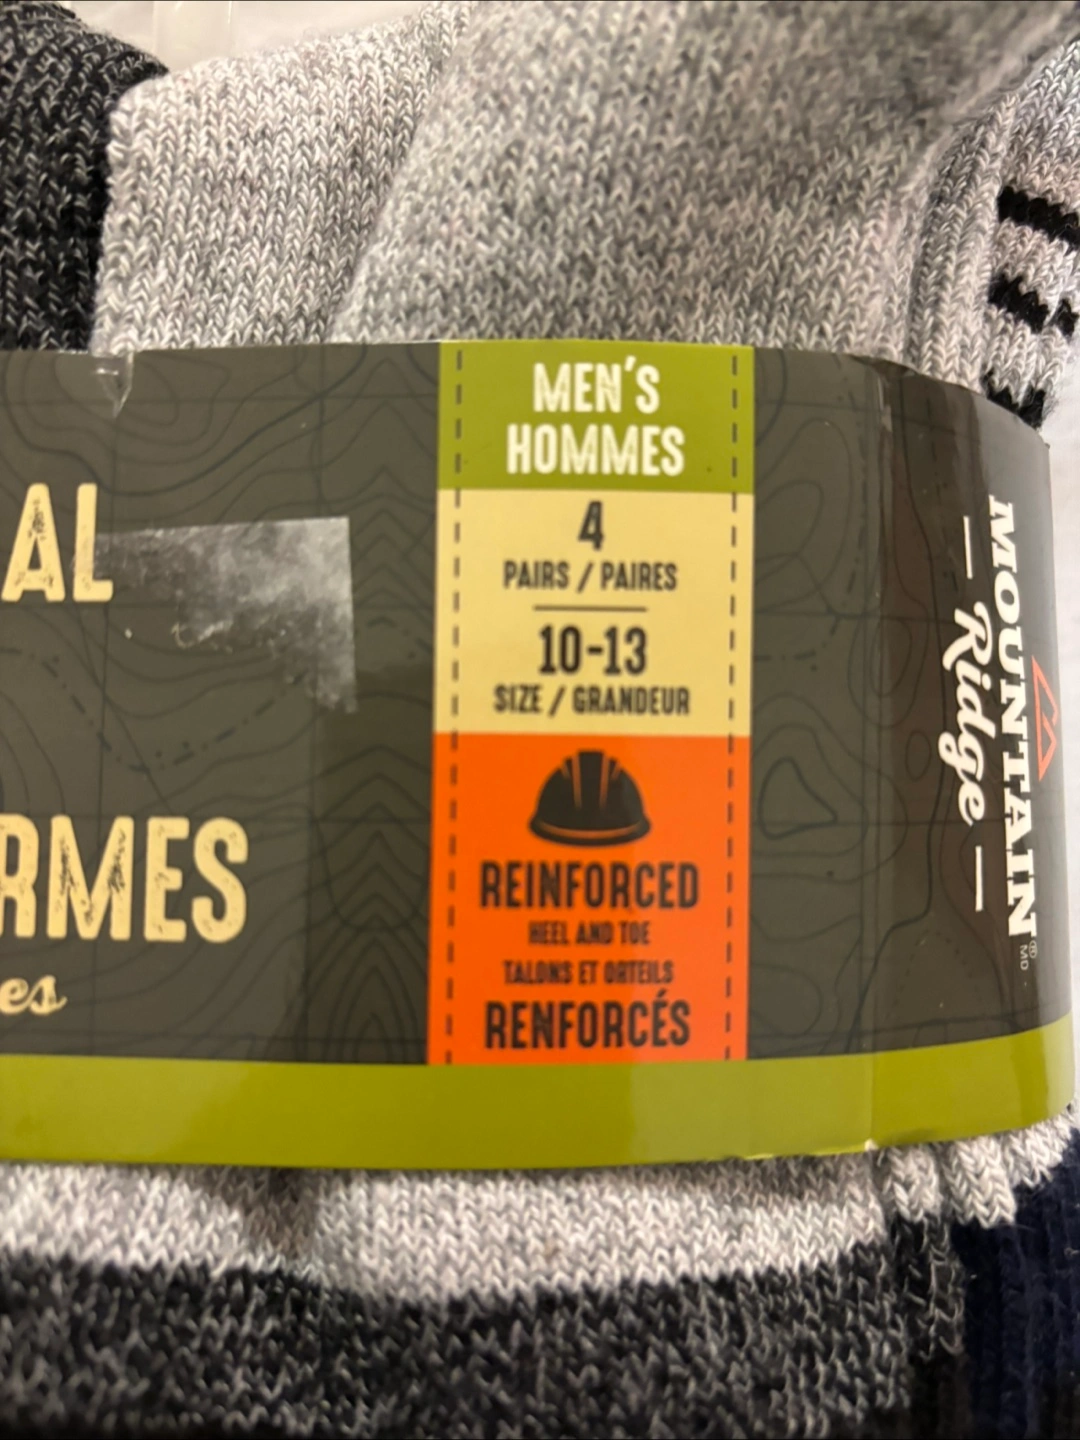 AL
RMES
es
MEN'S
HOMMES
4
PAIRS / PAIRES
10-13
SIZE / GRANDEUR
REINFORCED
HEEL AND TOE
TALONS ET ORTEILS
RENFORCÉS
MOUNTAIN® MD
— Ridge —